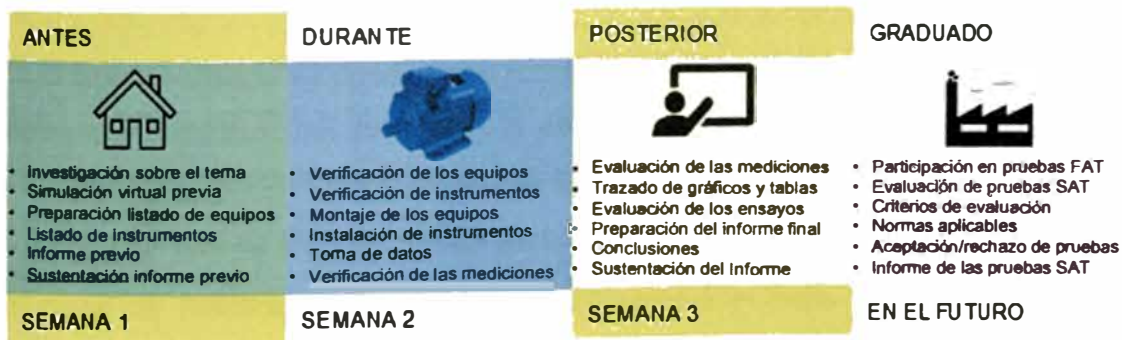 ANTES
• Investigación sobre el tema
• Simulación virtual previa
• Preparación listado de equipos
• Listado de instrumentos
• Informe previo
• Sustentación informe previo
SEMANA 1
DURANTE
• Verificación de los equipos
• Verificación de instrumentos
• Montaje de los equipos
• Instalación de instrumentos
• Toma de datos
• Verificación de las mediciones
SEMANA 2
POSTERIOR
• Evaluación de las mediciones
• Trazado de gráficos y tablas
• Evaluación de los ensayos
• Preparación del informe final
• Conclusiones
• Sustentación del Informe
SEMANA 3
GRADUADO
• Participación en pruebas FAT
• Evaluación de pruebas SAT
• Criterios de evaluación
• Normas aplicables
• Aceptación/rechazo de pruebas
• Informe de las pruebas SAT
EN EL FUTURO